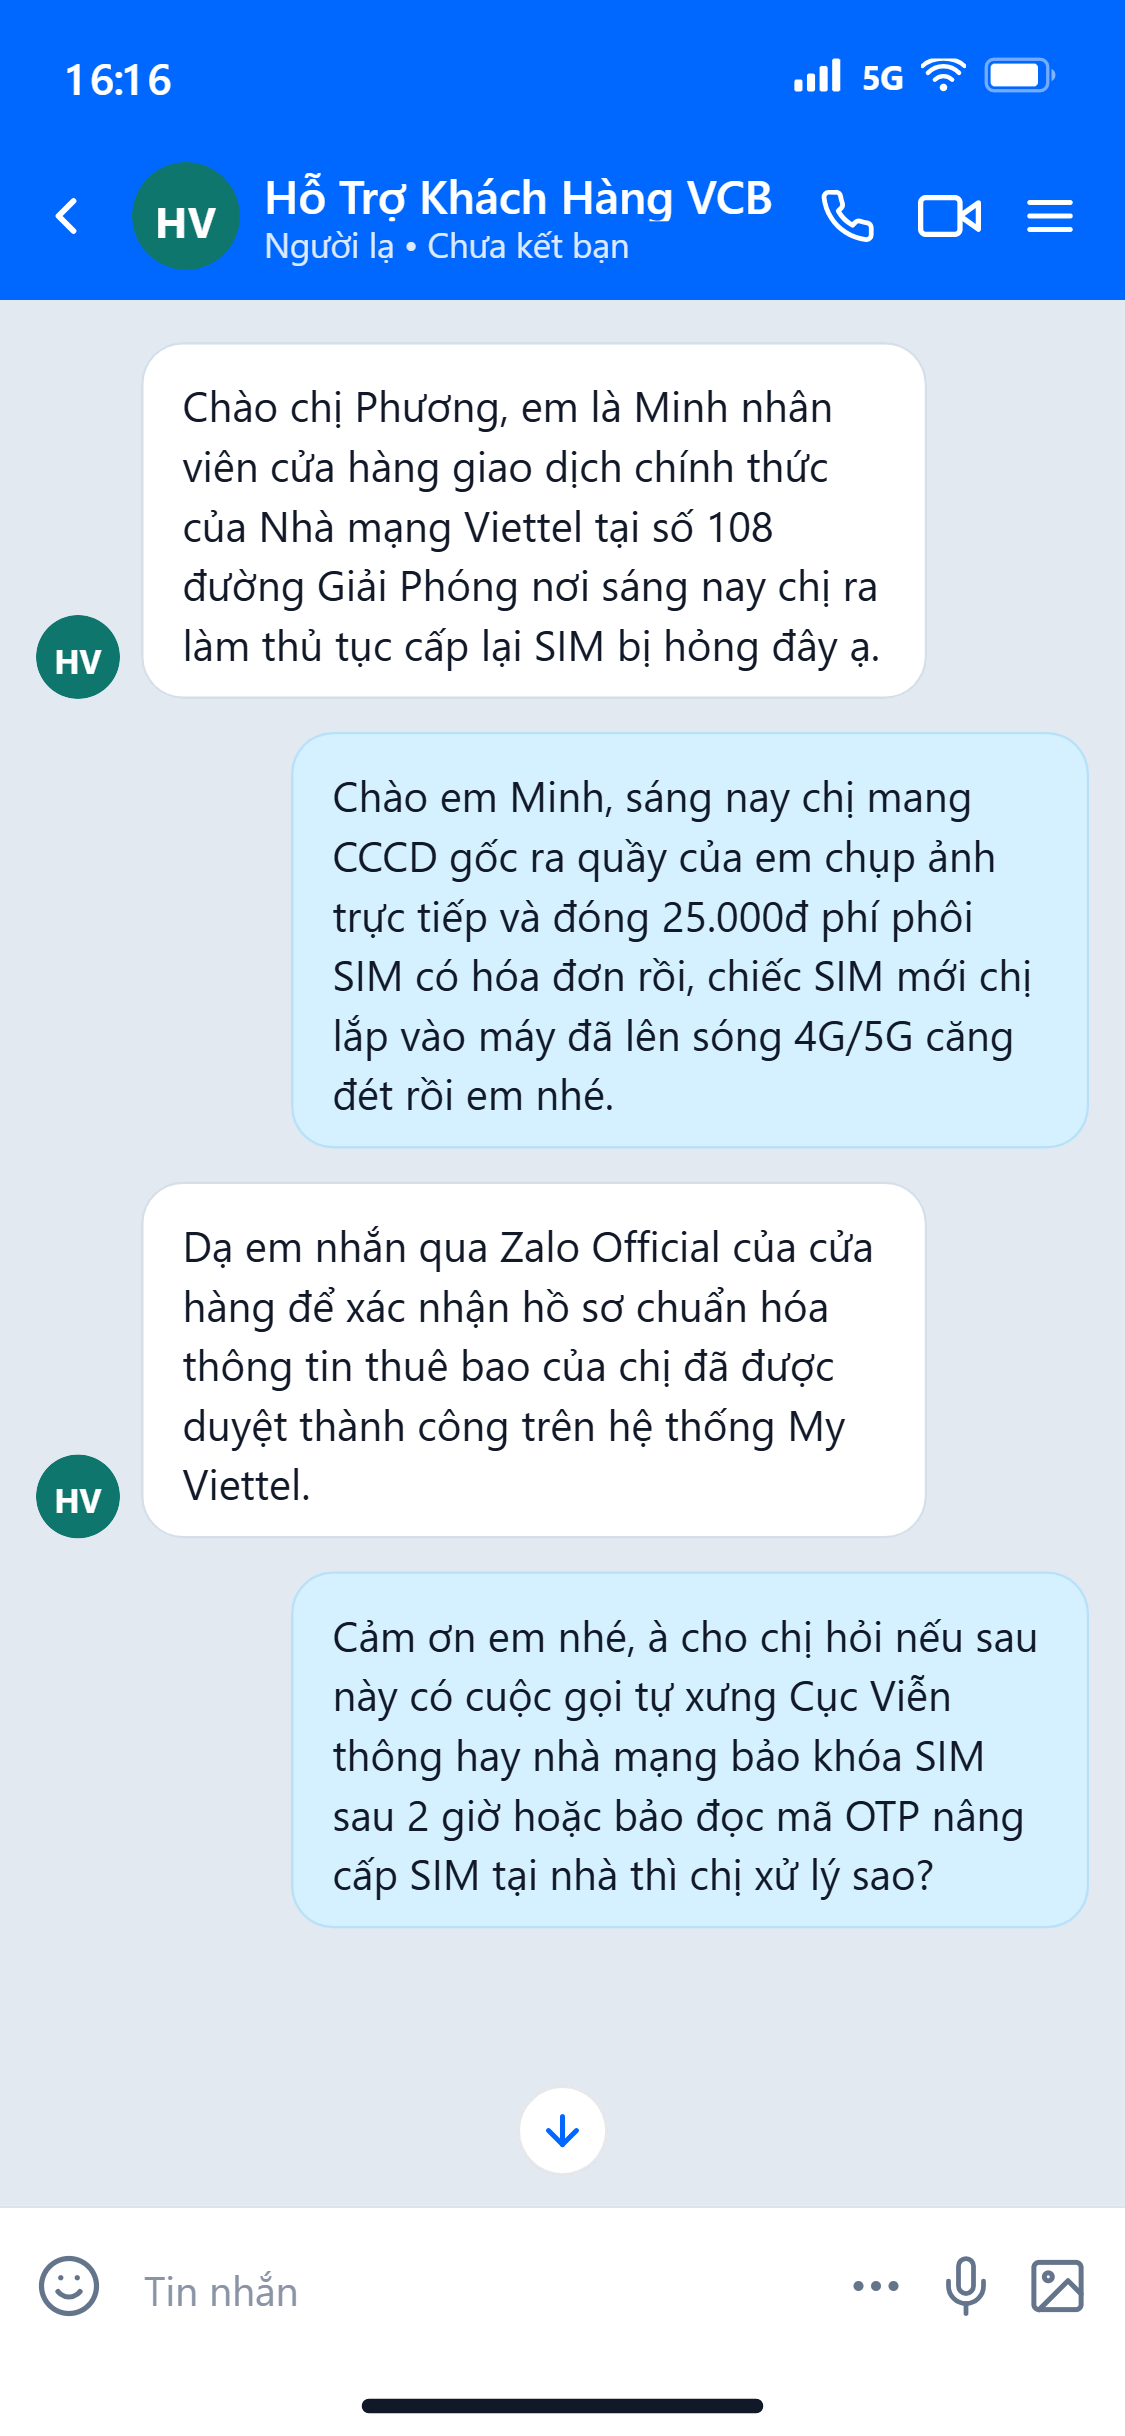 16:16
5G
HV
Hỗ Trợ Khách Hàng VCB
Người lạ • Chưa kết bạn
Chào chị Phương, em là Minh nhân
viên cửa hàng giao dịch chính thức
của Nhà mạng Viettel tại số 108
đường Giải Phóng nơi sáng nay chị ra
làm thủ tục cấp lại SIM bị hỏng đây ạ.
HV
Chào em Minh, sáng nay chị mang
CCCD gốc ra quầy của em chụp ảnh
trực tiếp và đóng 25.000đ phí phôi
SIM có hóa đơn rồi, chiếc SIM mới chị
lắp vào máy đã lên sóng 4G/5G căng
đét rồi em nhé.
Dạ em nhắn qua Zalo Official của cửa
hàng để xác nhận hồ sơ chuẩn hóa
thông tin thuê bao của chị đã được
duyệt thành công trên hệ thống My
Viettel.
HV
Cảm ơn em nhé, à cho chị hỏi nếu sau
này có cuộc gọi tự xưng Cục Viễn
thông hay nhà mạng bảo khóa SIM
sau 2 giờ hoặc bảo đọc mã OTP nâng
cấp SIM tại nhà thì chị xử lý sao?
Tin nhắn